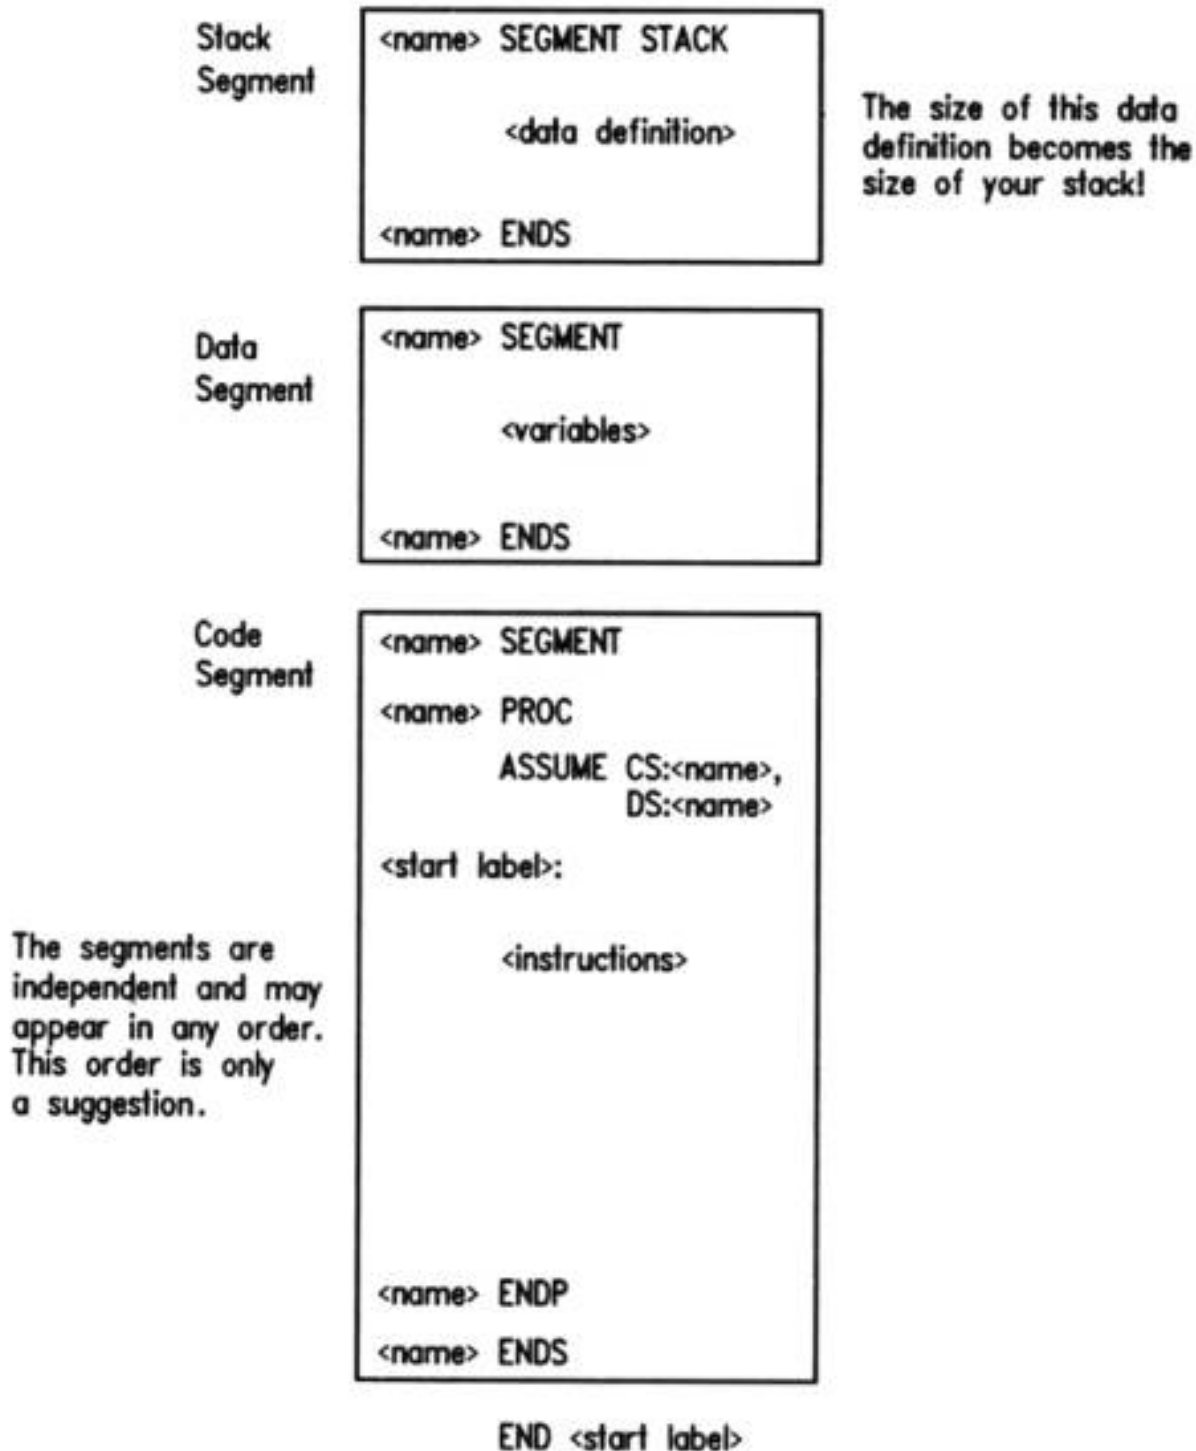 Stack
Segment
<name> SEGMENT STACK
<data definition>
<name> ENDS
The size of this data
definition becomes the
size of your stack!
Data
Segment
<name> SEGMENT
<variables>
<name> ENDS
Code
Segment
<name> SEGMENT
<name> PROC
ASSUME CS:<name>,
DS:<name>
<start label>:
<instructions>
The segments are
independent and may
appear in any order.
This order is only
a suggestion.
<name> ENDP
<name> ENDS
END <start label>